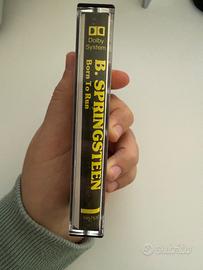 Dolby
System
B. SPRINGSTEEN
Born To Run